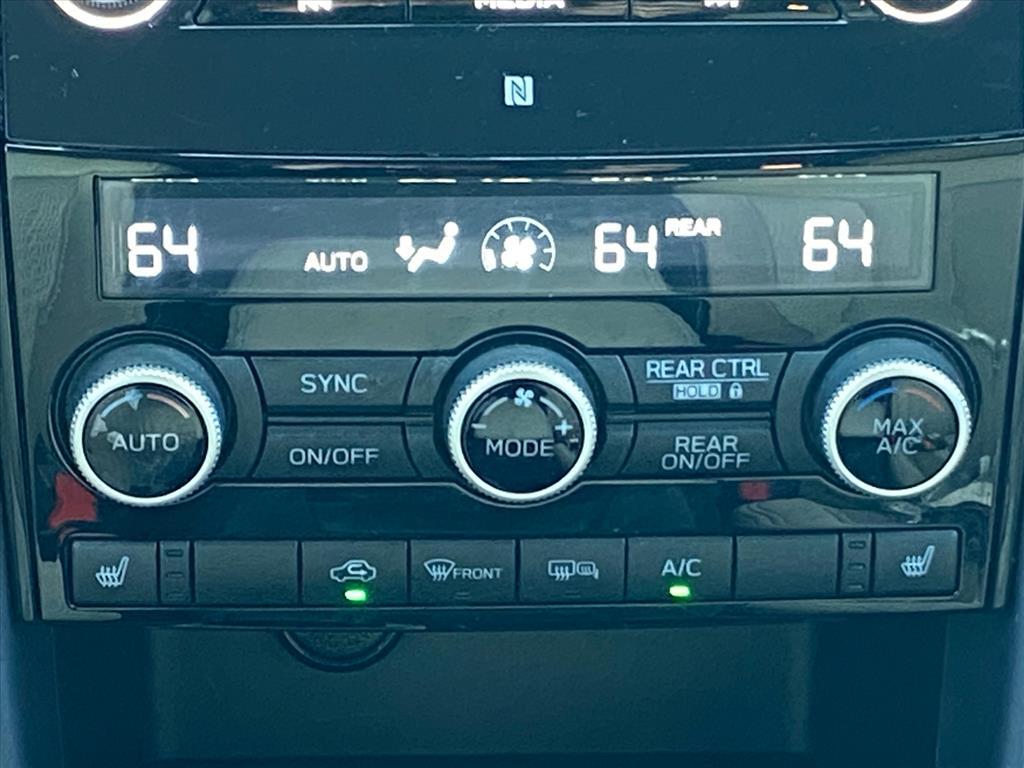 MEDIA
N
64 AUTO 64 REAR 64
SYNC
REAR CTRL
HOLD
AUTO
MODE
MAX
A/C
ON/OFF
REAR
ON/OFF
FRONT
A/C